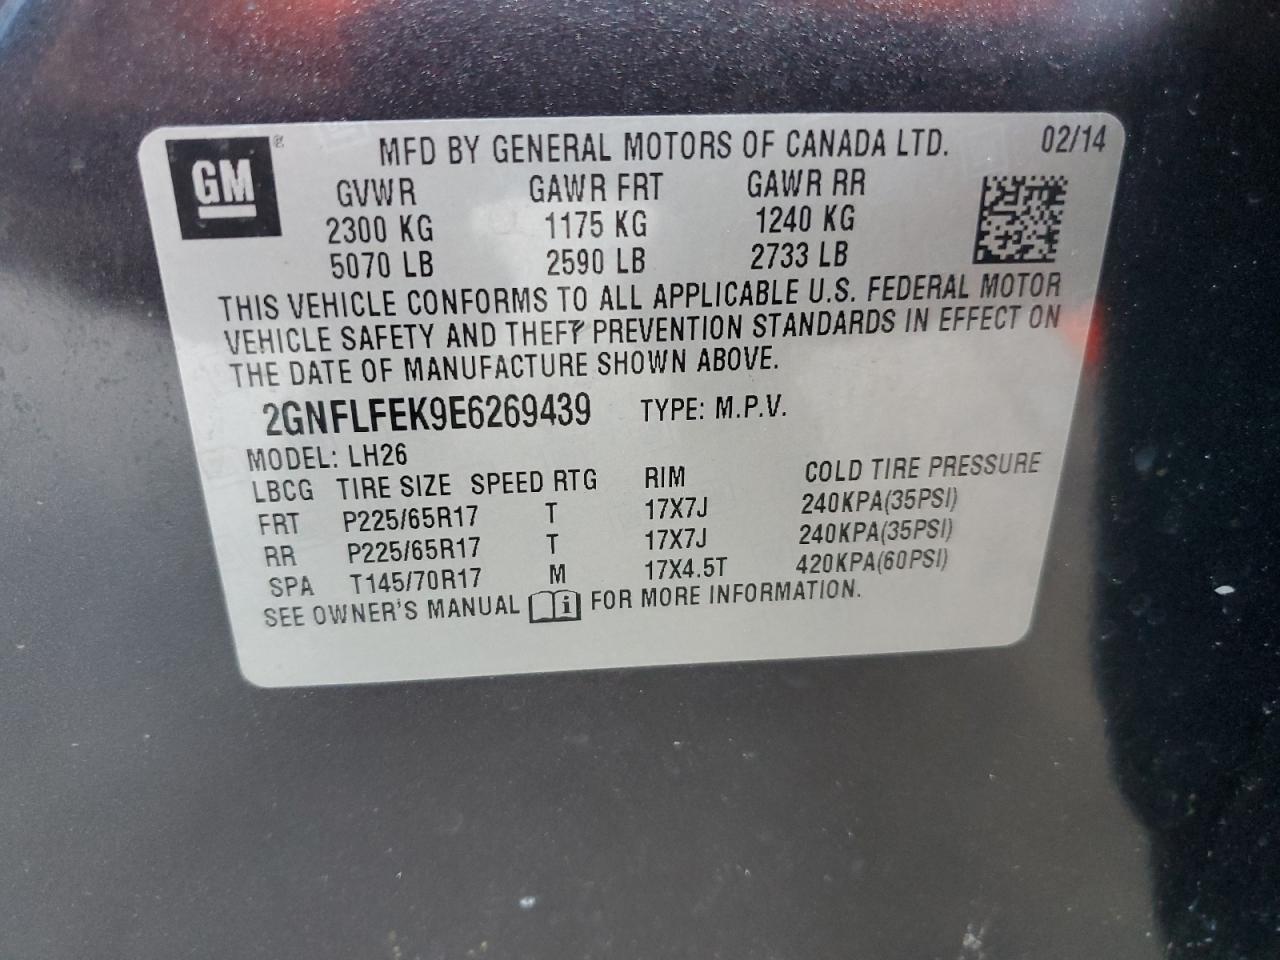 GM® MFD BY GENERAL MOTORS OF CANADA LTD. 02/14
GVWR GAWR FRT GAWR RR
2300 KG 1175 KG 1240 KG
5070 LB 2590 LB 2733 LB
THIS VEHICLE CONFORMS TO ALL APPLICABLE U.S. FEDERAL MOTOR
VEHICLE SAFETY AND THEFT PREVENTION STANDARDS IN EFFECT ON
THE DATE OF MANUFACTURE SHOWN ABOVE.
2GNFLFEK9E6269439 TYPE: M.P.V.
MODEL: LH26
LBCG TIRE SIZE SPEED RTG RIM COLD TIRE PRESSURE
FRT P225/65R17 T 17X7J 240KPA(35PSI)
RR P225/65R17 T 17X7J 240KPA(35PSI)
SPA T145/70R17 M 17X4.5T 420KPA(60PSI)
SEE OWNER'S MANUAL i FOR MORE INFORMATION.